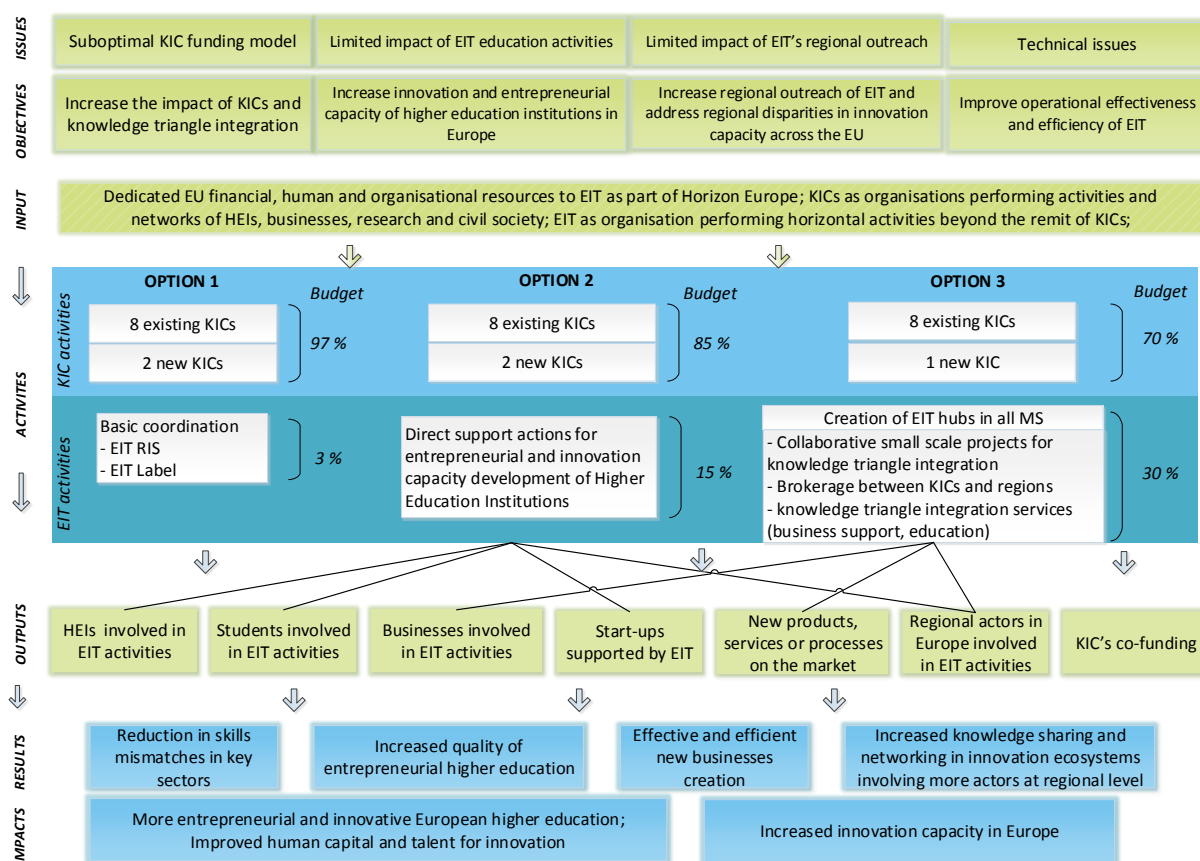 ISSUES
Suboptimal KIC funding model
Limited impact of EIT education activities
Limited impact of EIT's regional outreach
Technical issues
OBJECTIVES
Increase the impact of KICs and
knowledge triangle integration
Increase innovation and entrepreneurial
capacity of higher education institutions in
Europe
Increase regional outreach of EIT and
address regional disparities in innovation
capacity across the EU
Improve operational effectiveness
and efficiency of EIT
INPUT
Dedicated EU financial, human and organisational resources to EIT as part of Horizon Europe; KICs as organisations performing activities and
networks of HEIs, businesses, research and civil society; EIT as organisation performing horizontal activities beyond the remit of KICs;
ACTIVITES
KIC activities
OPTION 1
Budget
8 existing KICs
2 new KICs
97 %
OPTION 2
Budget
8 existing KICs
2 new KICs
85 %
OPTION 3
Budget
8 existing KICs
1 new KIC
70 %
EIT activities
Basic coordination
- EIT RIS
- EIT Label
3 %
Direct support actions for
entrepreneurial and innovation
capacity development of Higher
Education Institutions
15 %
Creation of EIT hubs in all MS
- Collaborative small scale projects for
knowledge triangle integration
- Brokerage between KICs and regions
- knowledge triangle integration services
(business support, education)
30 %
OUTPUTS
HEIs involved in
EIT activities
Students involved
in EIT activities
Businesses involved
in EIT activities
Start-ups
supported by EIT
New products,
services or processes
on the market
Regional actors in
Europe involved
in EIT activities
KIC's co-funding
RESULTS
Reduction in skills
mismatches in key
sectors
Increased quality of
entrepreneurial higher education
Effective and efficient
new businesses
creation
Increased knowledge sharing and
networking in innovation ecosystems
involving more actors at regional level
MPACTS
More entrepreneurial and innovative European higher education;
Improved human capital and talent for innovation
Increased innovation capacity in Europe